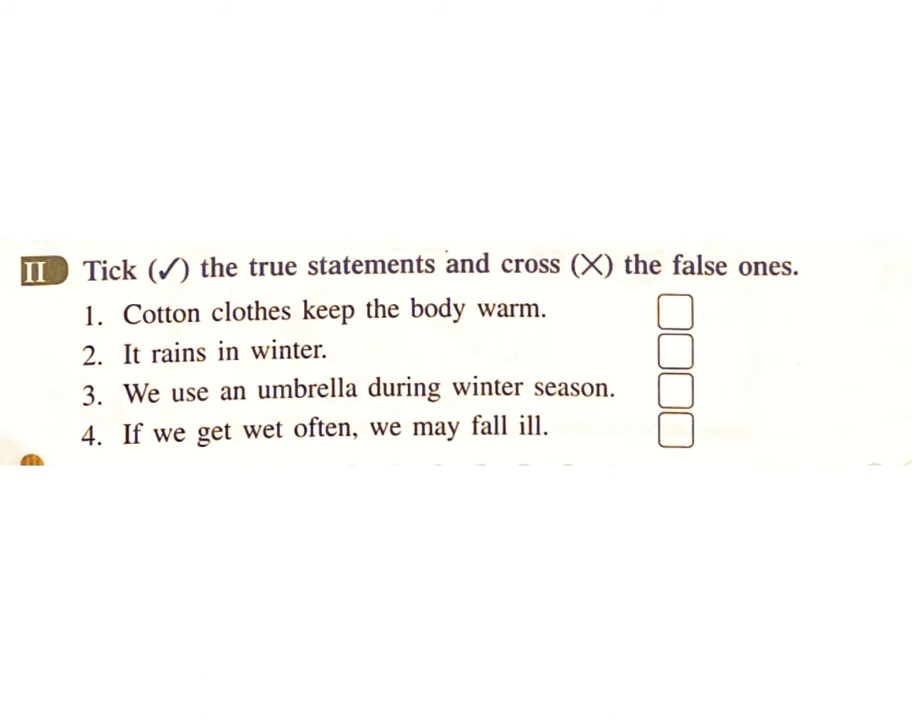 II Tick (✓) the true statements and cross (X) the false ones.
1. Cotton clothes keep the body warm.
2. It rains in winter.
3. We use an umbrella during winter season.
4. If we get wet often, we may fall ill.